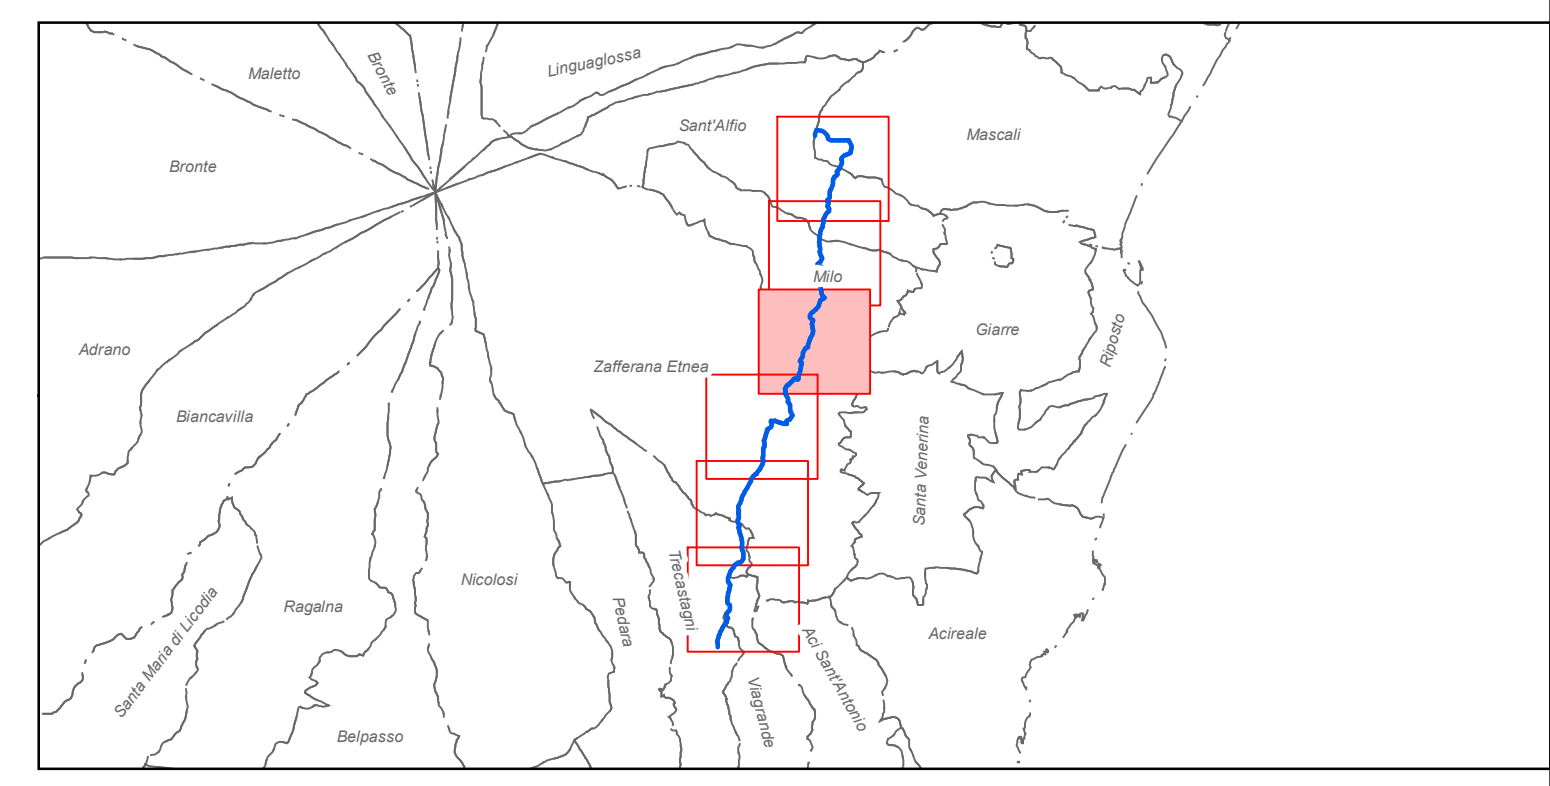 Linguaglossa
Maletto
Bronte
Sant'Alfio
Mascali
Bronte
Milo
Giarre
Riposto
Adrano
Zafferana Etnea
Biancavilla
Santa Venerina
Nicolosi
Trecastagni
Ragalna
Pedara
Santa Maria di Licodia
Acireale
Aci Sant'Antonio
Viagrande
Belpasso